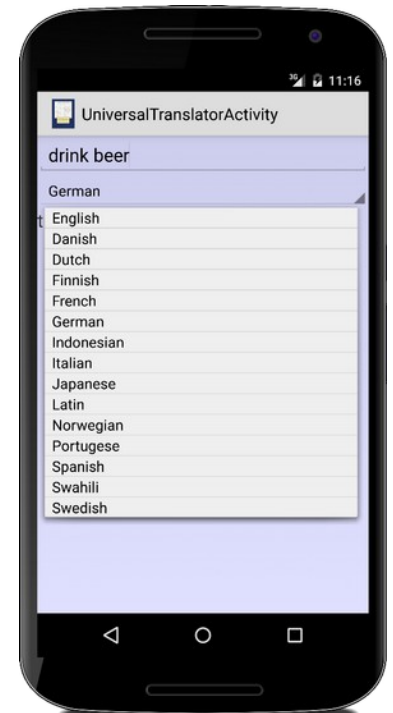 3G 11:16
UniversalTranslatorActivity
drink beer
German
t
English
Danish
Dutch
Finnish
French
German
Indonesian
Italian
Japanese
Latin
Norwegian
Portugese
Spanish
Swahili
Swedish